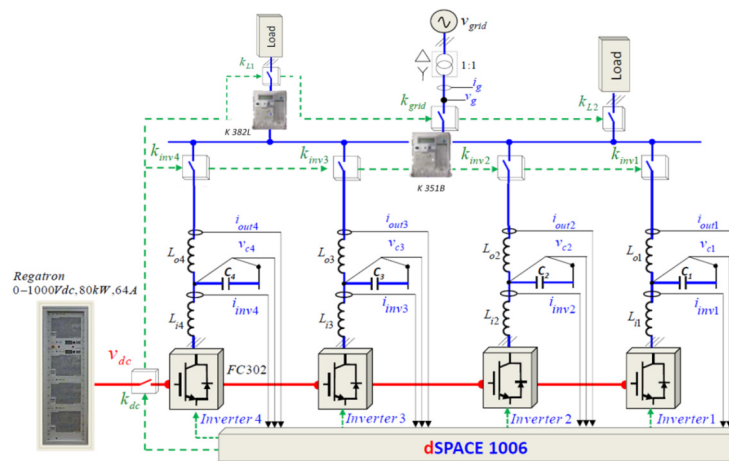 v_grid
Load
Load
1:1
k_L1
i_g
v_g
k_grid
k_L2
K 382L
K 351B
k_inv4
k_inv3
k_inv2
k_inv1
i_out4
i_out3
i_out2
i_out1
v_c4
v_c3
v_c2
v_c1
L_o4
L_o3
L_o2
L_o1
C_4
C_3
C_2
C_1
Regatron
0–1000Vdc,80kW,64A
i_inv4
i_inv3
i_inv2
i_inv1
L_i4
L_i3
L_i2
L_i1
v_dc
FC302
k_dc
Inverter 4
Inverter 3
Inverter 2
Inverter 1
dSPACE 1006